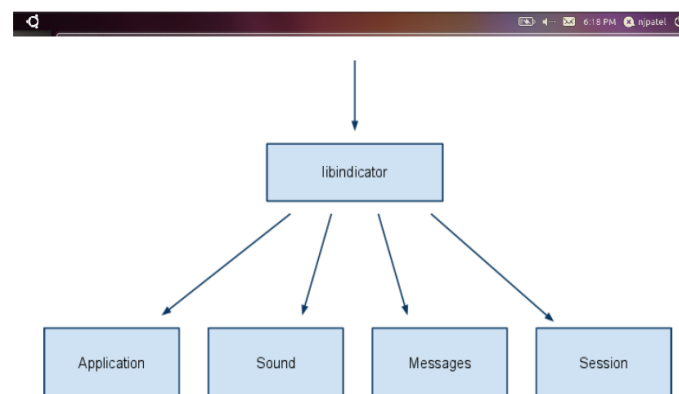 6:18 PM njpatel
libindicator
Application
Sound
Messages
Session